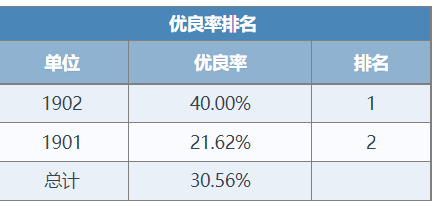 优良率排名
单位 优良率 排名
1902 40.00% 1
1901 21.62% 2
总计 30.56%